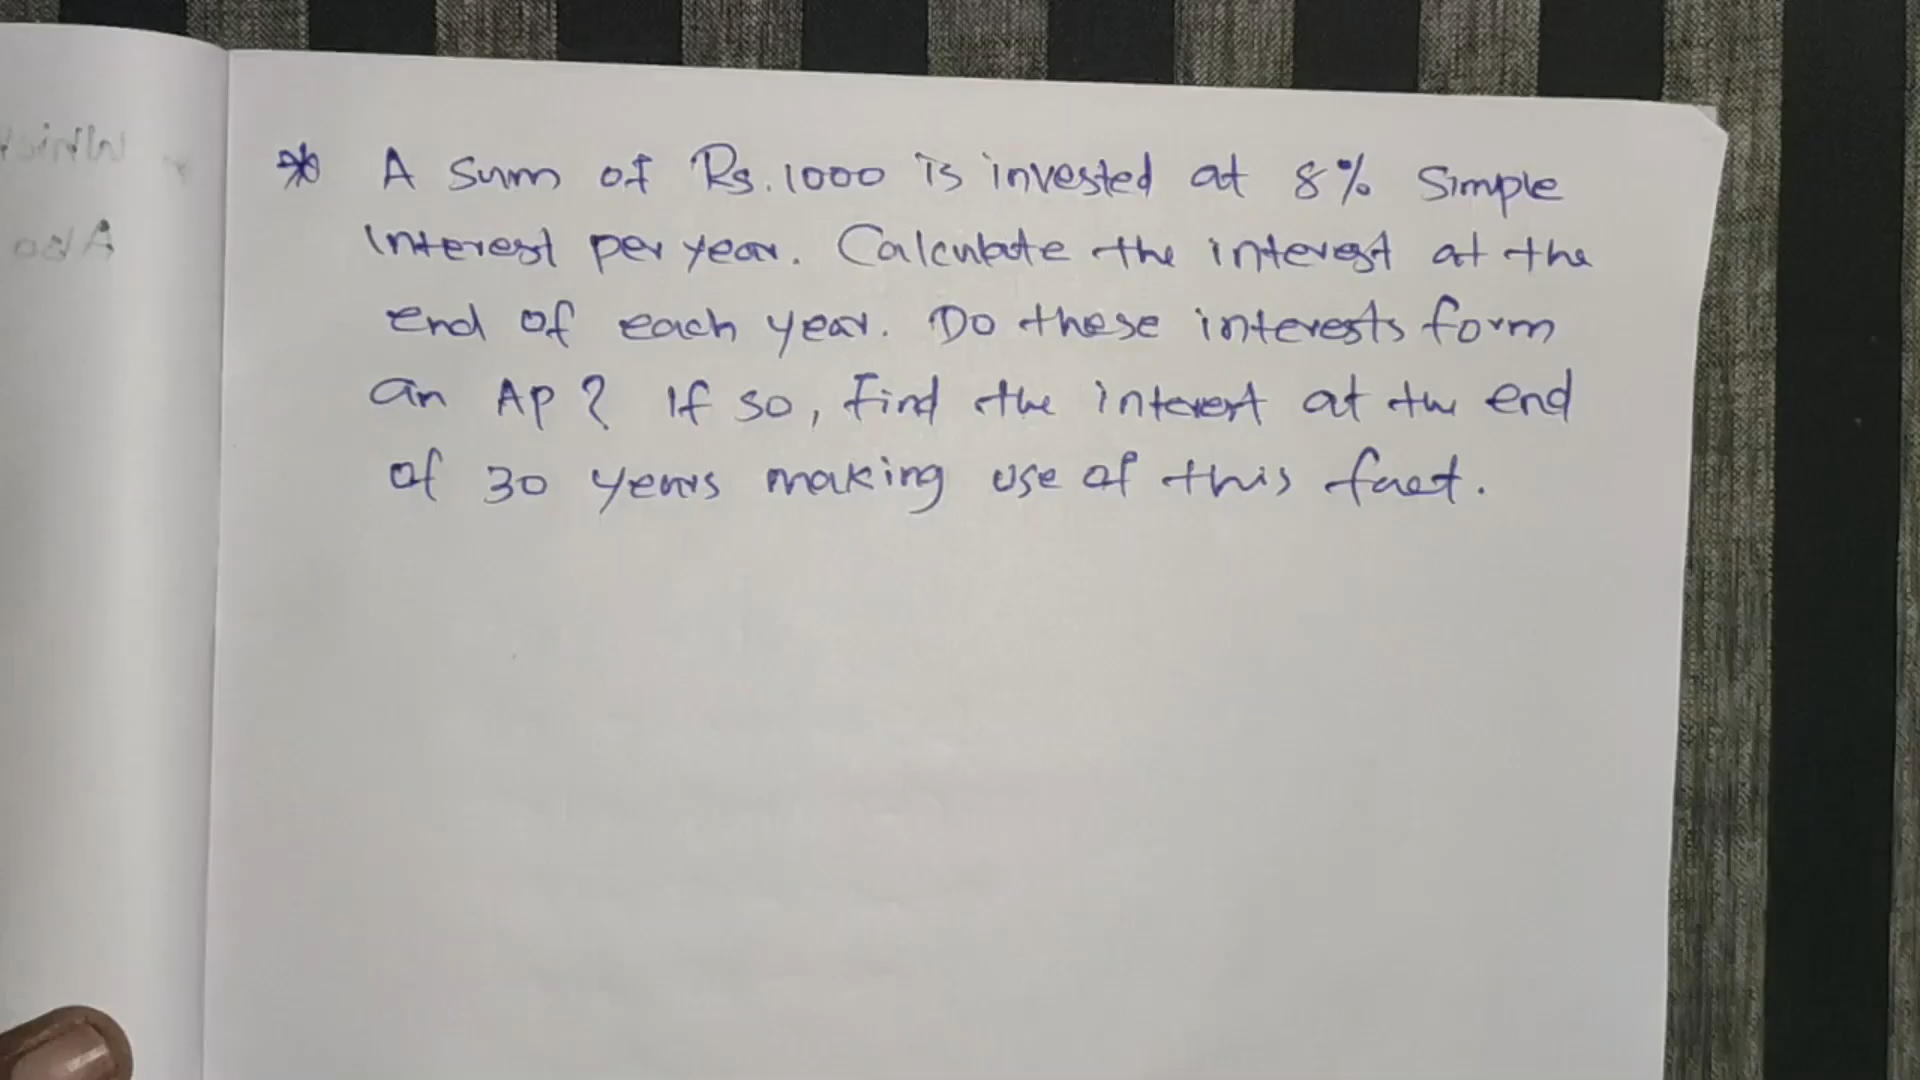 * A Sum of Rs. 1000 is invested at 8% Simple
Interest per year. Calculate the interest at the
end of each year. Do these interests form
an AP? If so, find the interest at the end
of 30 years making use of this fact.